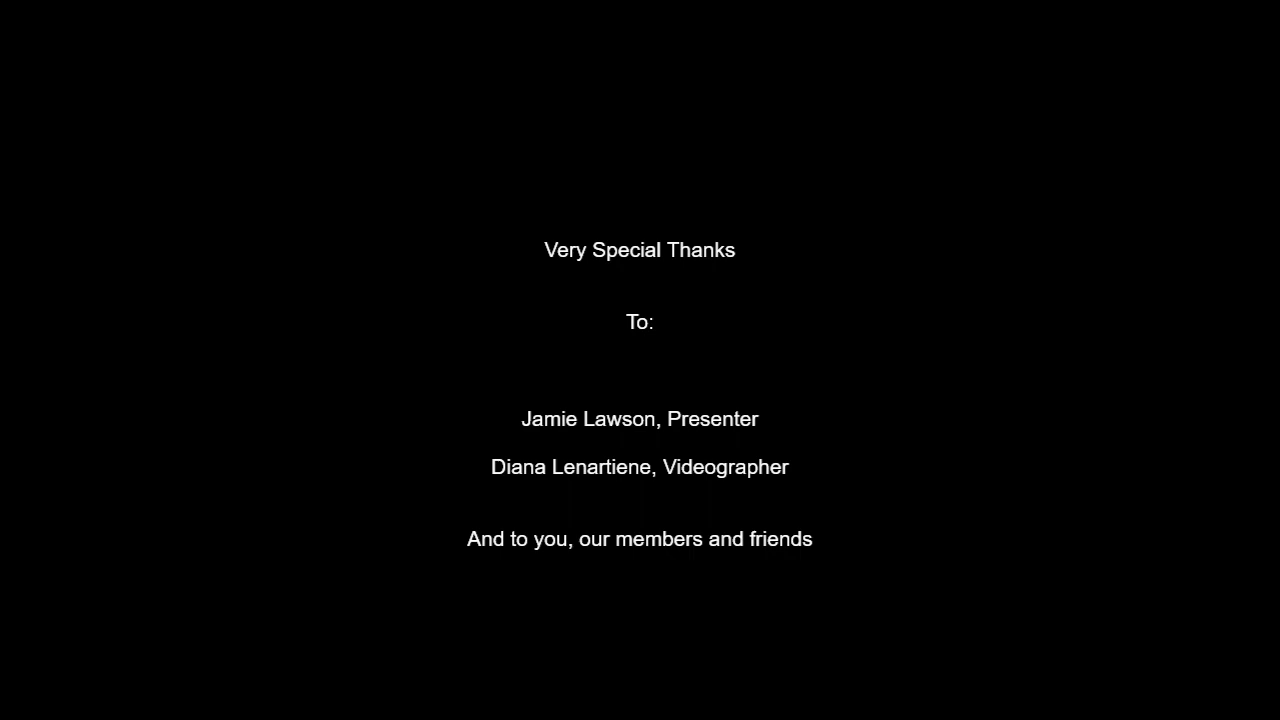 Very Special Thanks
To:
Jamie Lawson, Presenter
Diana Lenartiene, Videographer
And to you, our members and friends